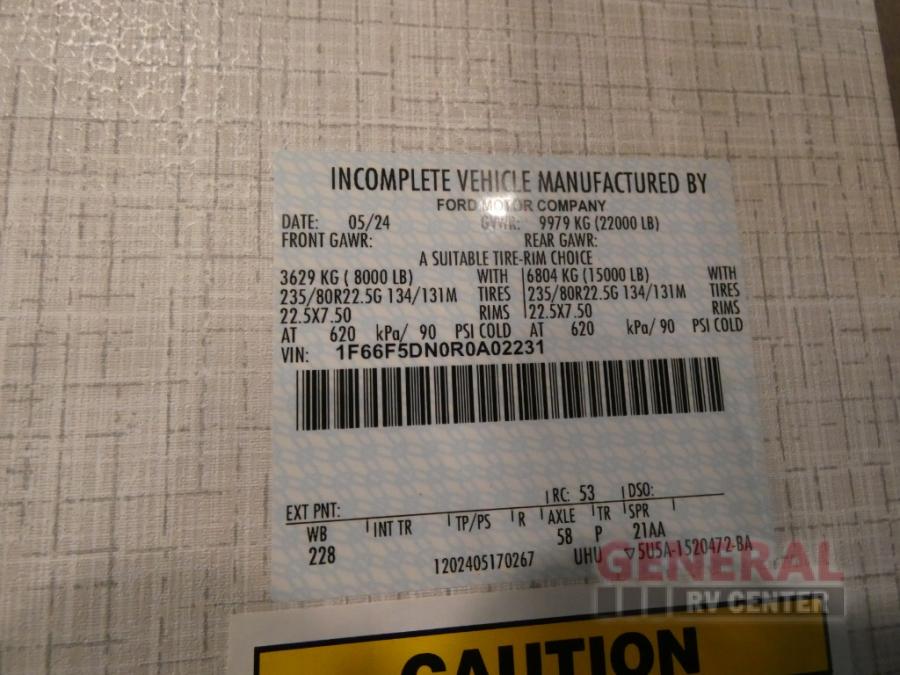 INCOMPLETE VEHICLE MANUFACTURED BY
FORD MOTOR COMPANY
DATE: 05/24 GVWR: 9979 KG (22000 LB)
FRONT GAWR: REAR GAWR:
A SUITABLE TIRE-RIM CHOICE
3629 KG ( 8000 LB) WITH 6804 KG (15000 LB) WITH
235/80R22.5G 134/131M TIRES 235/80R22.5G 134/131M TIRES
22.5X7.50 RIMS 22.5X7.50 RIMS
AT 620 kPa/ 90 PSI COLD AT 620 kPa/ 90 PSI COLD
VIN: 1F66F5DN0R0A02231
RC: 53 DSO:
EXT PNT:
WB INT TR TP/PS R AXLE TR SPR
228 58 P 21AA
1202405170267 UHU ▽5U5A-1520472-BA
GENERAL
RV CENTER
CAUTION